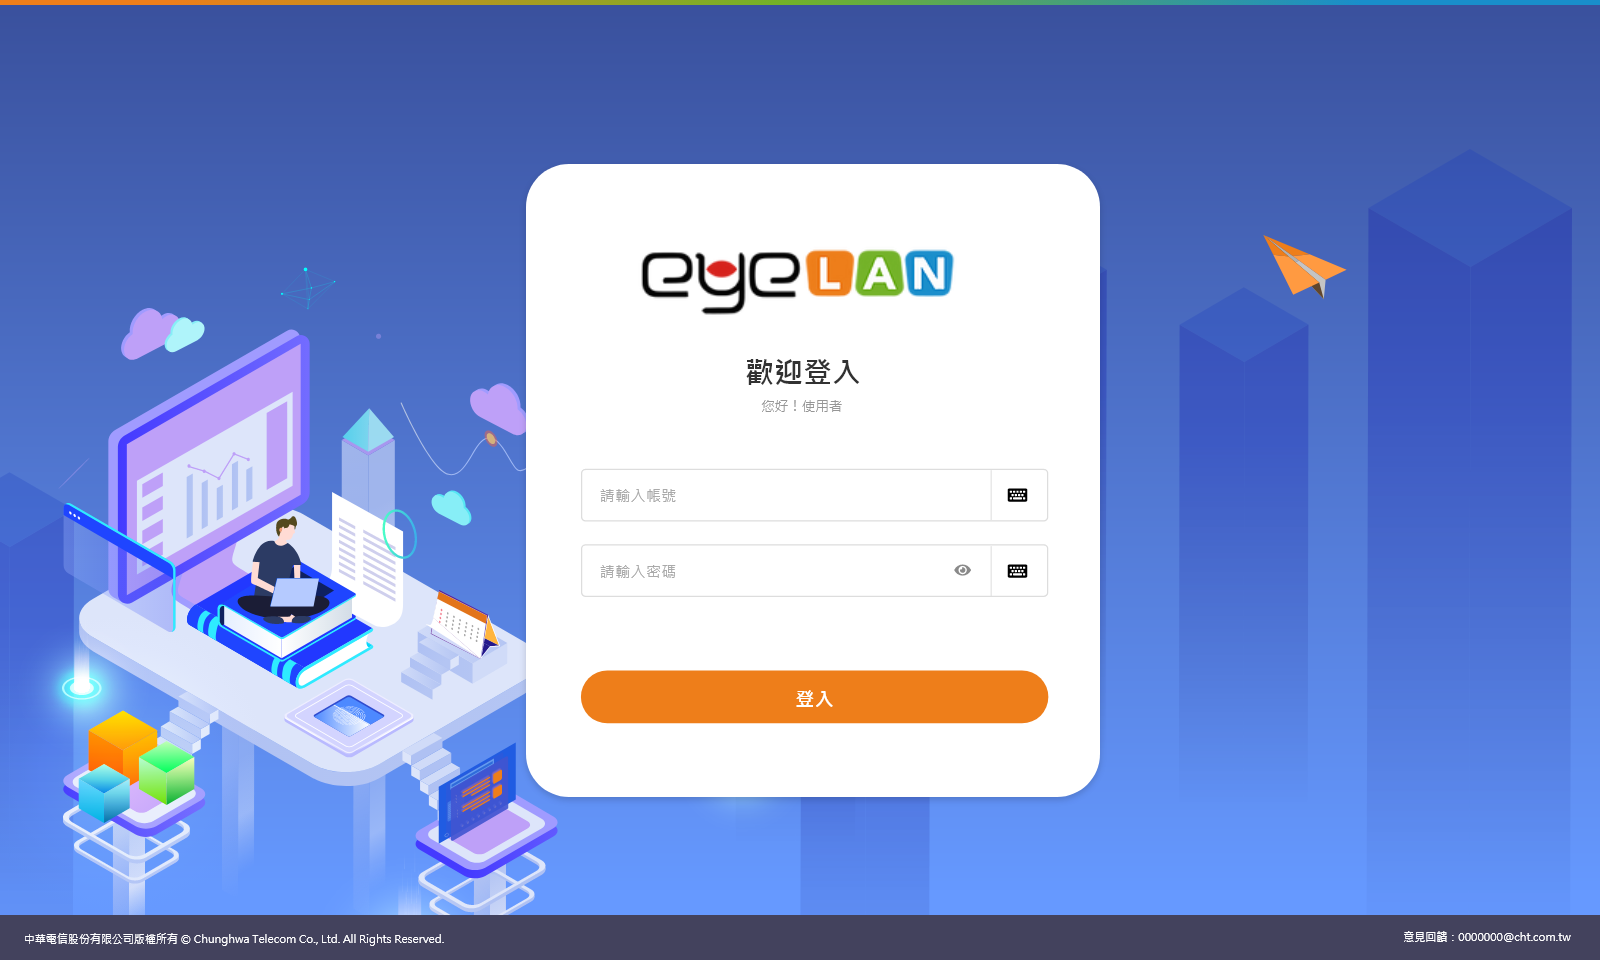 eyeLAN
歡迎登入
您好！使用者
請輸入帳號
請輸入密碼
登入
中華電信股份有限公司版權所有 © Chunghwa Telecom Co., Ltd. All Rights Reserved.
意見回饋：0000000@cht.com.tw